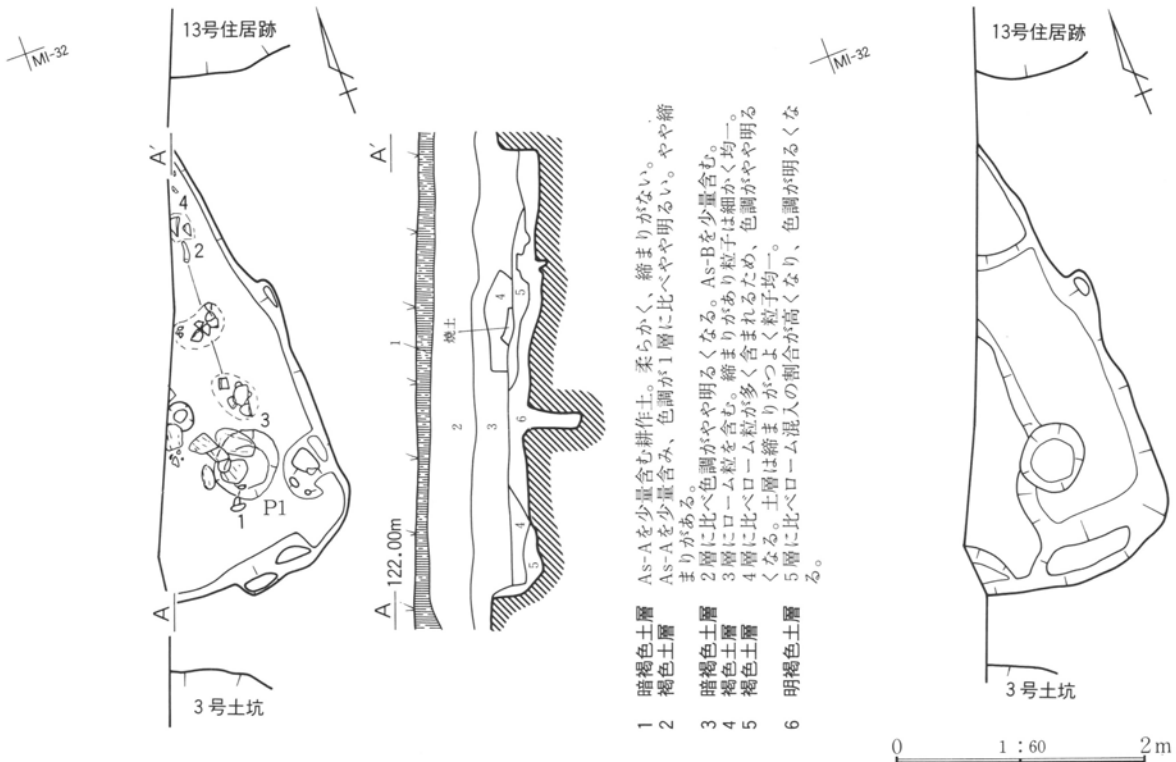 13号住居跡
MI-32
A′
4
2
3
1
P1
A
3号土坑
A′
A
122.00m
1
2
3
4
5
焼土
6
4
5
1 暗褐色土層 As-Aを少量含む耕作土。柔らかく、締まりがない。
2 褐色土層 As-Aを少量含み、色調が1層に比べやや明るい。やや締
まりがある。
3 暗褐色土層 2層に比べ色調がやや明るくなる。As-Bを少量含む。
4 褐色土層 3層にローム粒を含む。締まりがあり粒子は細かく均一。
5 褐色土層 4層に比べローム粒が多く含まれるため、色調がやや明る
くなる。土層は締まりがつよく粒子均一。
6 明褐色土層 5層に比べローム混入の割合が高くなり、色調が明るくな
る。
13号住居跡
MI-32
3号土坑
0 1:60 2m